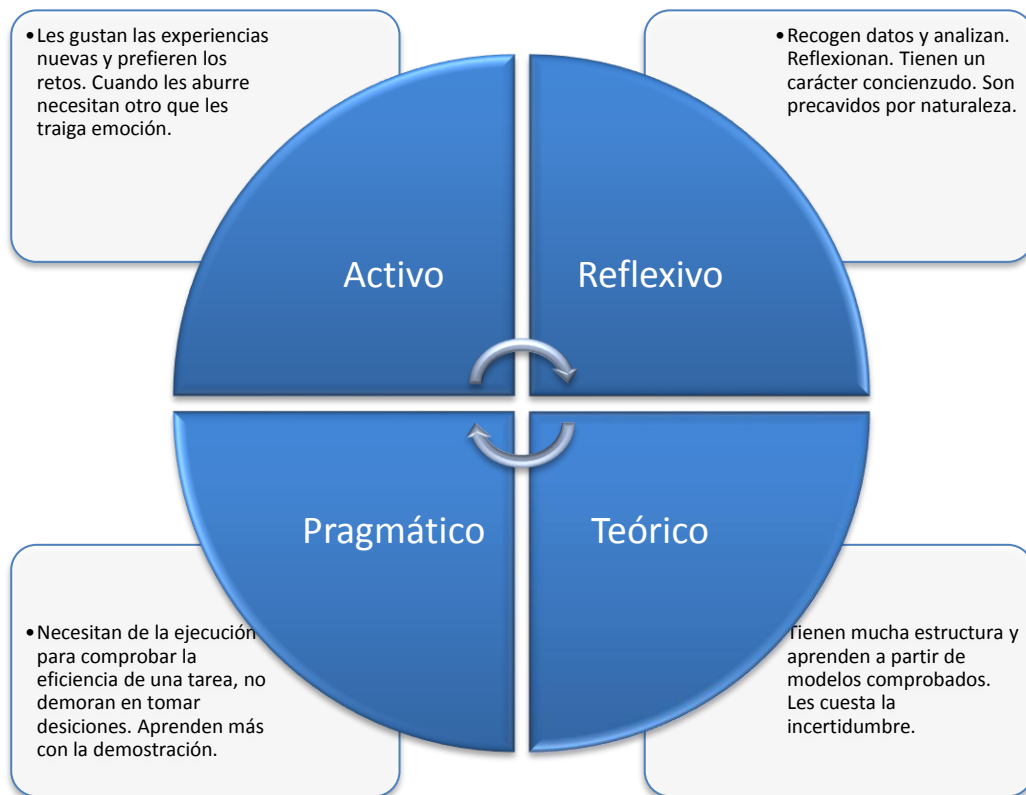 •Les gustan las experiencias
nuevas y prefieren los
retos. Cuando les aburre
necesitan otro que les
traiga emoción.
•Recogen datos y analizan.
Reflexionan. Tienen un
carácter concienzudo. Son
precavidos por naturaleza.
Activo
Reflexivo
Pragmático
Teórico
•Necesitan de la ejecución
para comprobar la
eficiencia de una tarea, no
demoran en tomar
desiciones. Aprenden más
con la demostración.
Tienen mucha estructura y
aprenden a partir de
modelos comprobados.
Les cuesta la
incertidumbre.